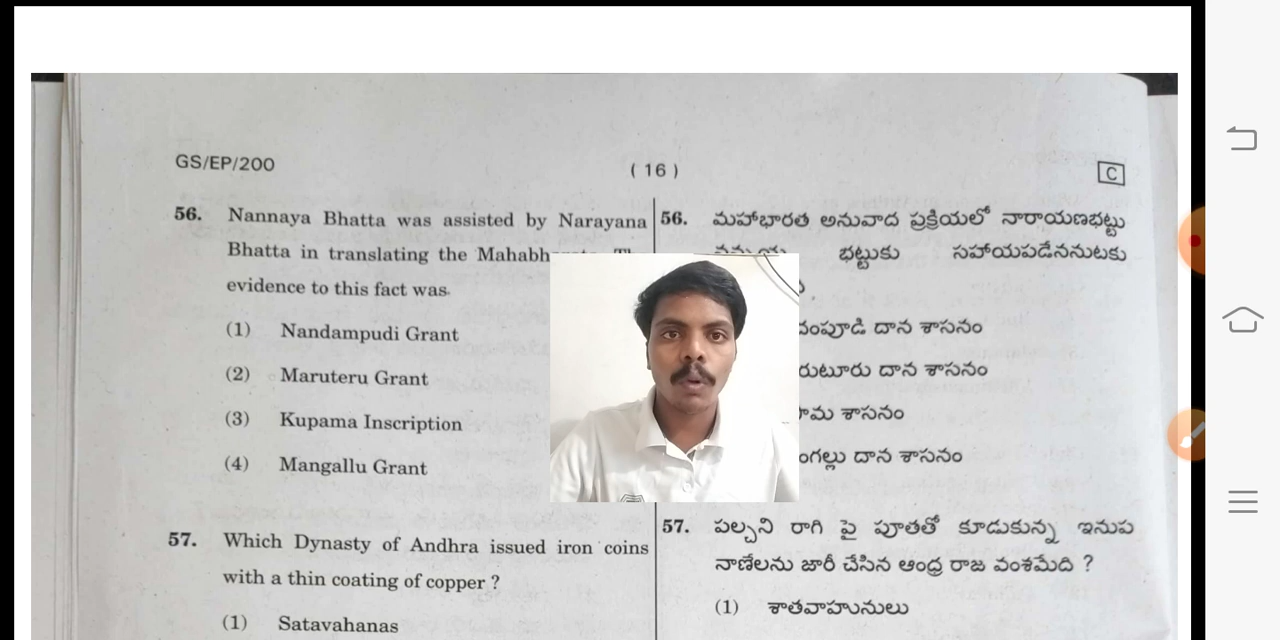 GS/EP/200
( 16 )
C
56. Nannaya Bhatta was assisted by Narayana
Bhatta in translating the
evidence to this fact was.
(1) Nandampudi Grant
(2) Maruteru Grant
(3) Kupama Inscription
(4) Mangallu Grant
57. Which Dynasty of Andhra issued iron coins
with a thin coating of copper ?
(1) Satavahanas
56. మహాభారత అనువాద ప్రక్రియలో నారాయణభట్టు
భట్టుకు సహాయపడేననుటకు
దాన శాసనం
దాన శాసనం
శాసనం
దాన శాసనం
57. పల్చని రాగి పై పూతతో కూడుకున్న ఇనుప
నాణేలను జారీ చేసిన ఆంధ్ర రాజ వంశమేది ?
(1) శాతవాహనులు